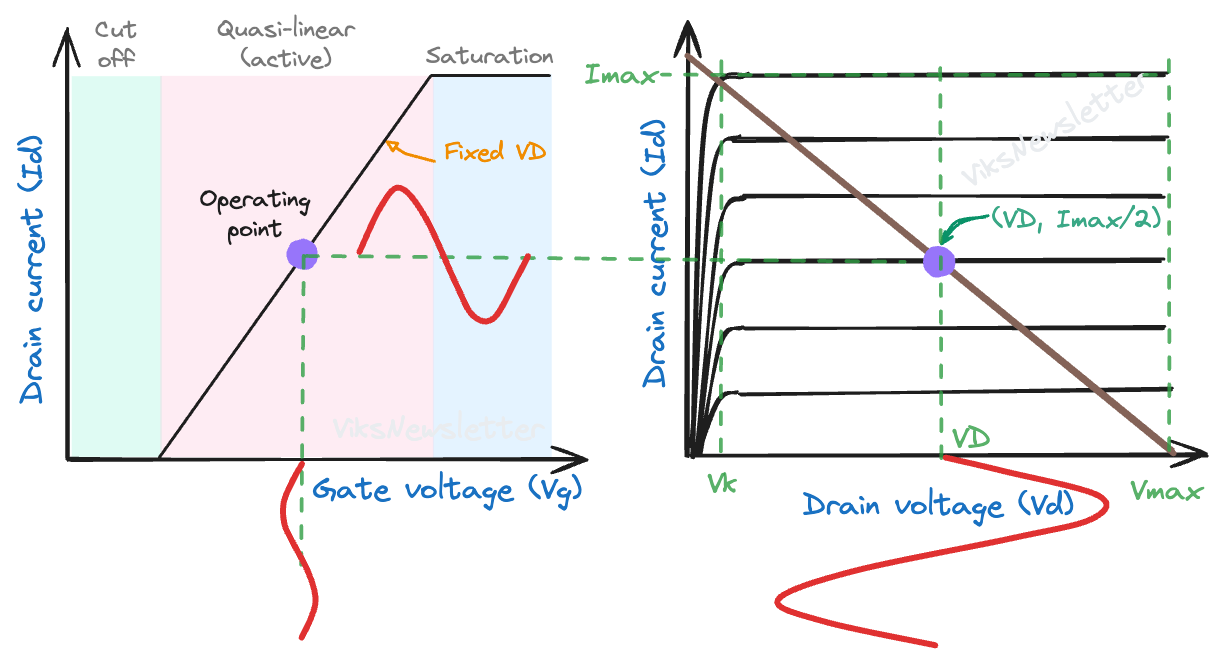 Cut
off
Quasi-linear
(active)
Saturation
Fixed VD
Operating
point
Drain current (Id)
ViksNewsletter
Gate voltage (Vg)
Imax
ViksNewsletter
(VD, Imax/2)
Drain current (Id)
VD
Vk
Vmax
Drain voltage (Vd)